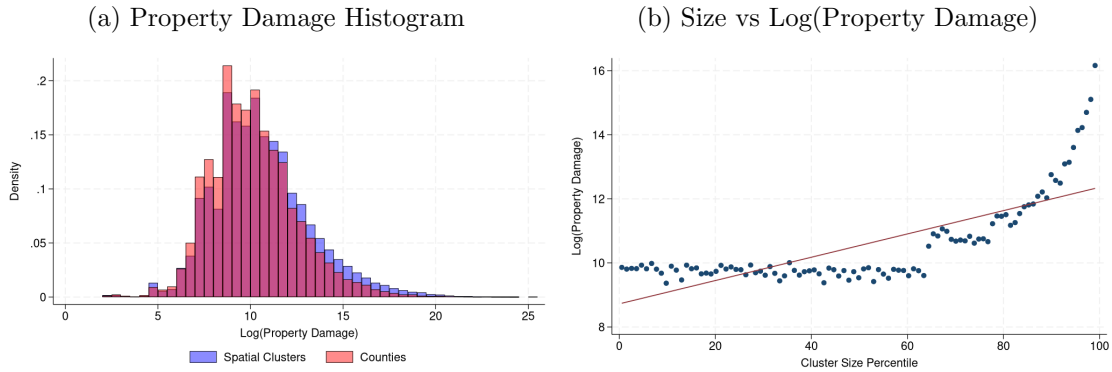 (a) Property Damage Histogram
.2
.15
.1
.05
0
Density
0 5 10 15 20 25
Log(Property Damage)
Spatial Clusters Counties
(b) Size vs Log(Property Damage)
16
14
12
10
8
Log(Property Damage)
0 20 40 60 80 100
Cluster Size Percentile